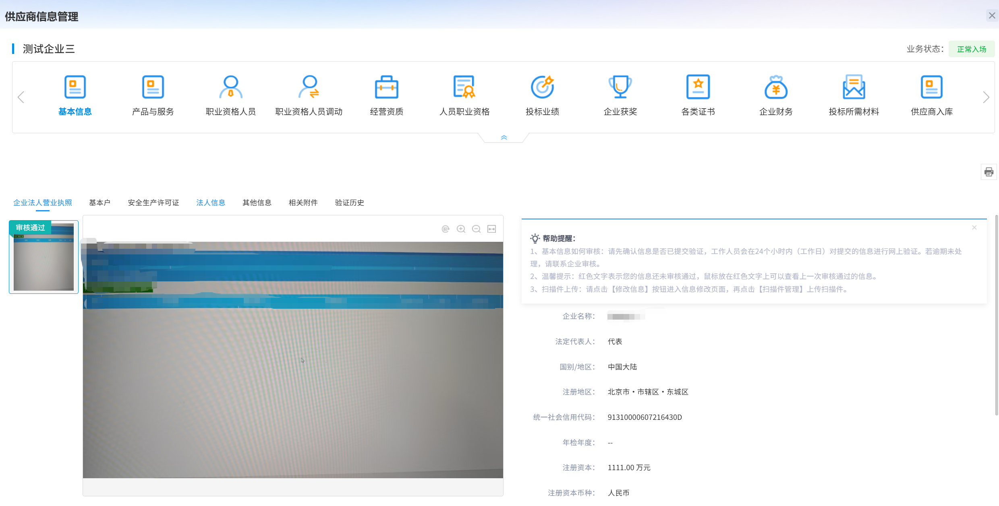 供应商信息管理
测试企业三
业务状态：
正常入场
基本信息
产品与服务
职业资格人员
职业资格人员调动
经营资质
人员职业资格
投标业绩
企业获奖
各类证书
企业财务
投标所需材料
供应商入库
企业法人营业执照
基本户
安全生产许可证
法人信息
其他信息
相关附件
验证历史
审核通过
帮助提醒：
1、基本信息如何审核：请先确认信息是否已提交验证，工作人员会在24个小时内（工作日）对提交的信息进行网上验证。若逾期未处
理，请联系企业审核。
2、温馨提示：红色文字表示您的信息还未审核通过，鼠标放在红色文字上可以查看上一次审核通过的信息。
3、扫描件上传：请点击【修改信息】按钮进入信息修改页面，再点击【扫描件管理】上传扫描件。
企业名称：
法定代表人： 代表
国别/地区： 中国大陆
注册地区： 北京市·市辖区·东城区
统一社会信用代码： 91310000607216430D
年检年度： --
注册资本： 1111.00 万元
注册资本币种： 人民币